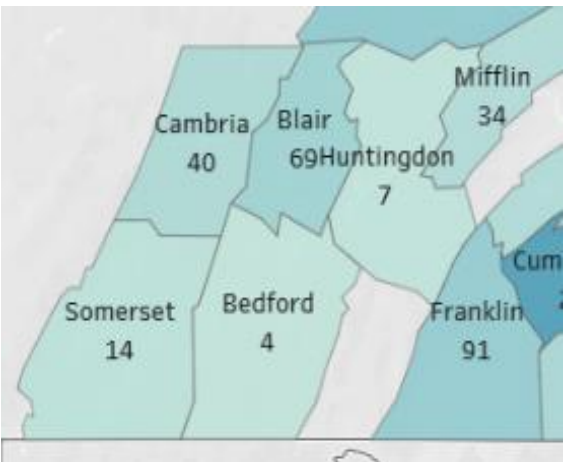 Mifflin
34
Cambria
40
Blair
69
Huntingdon
7
Cum
Somerset
14
Bedford
4
Franklin
91